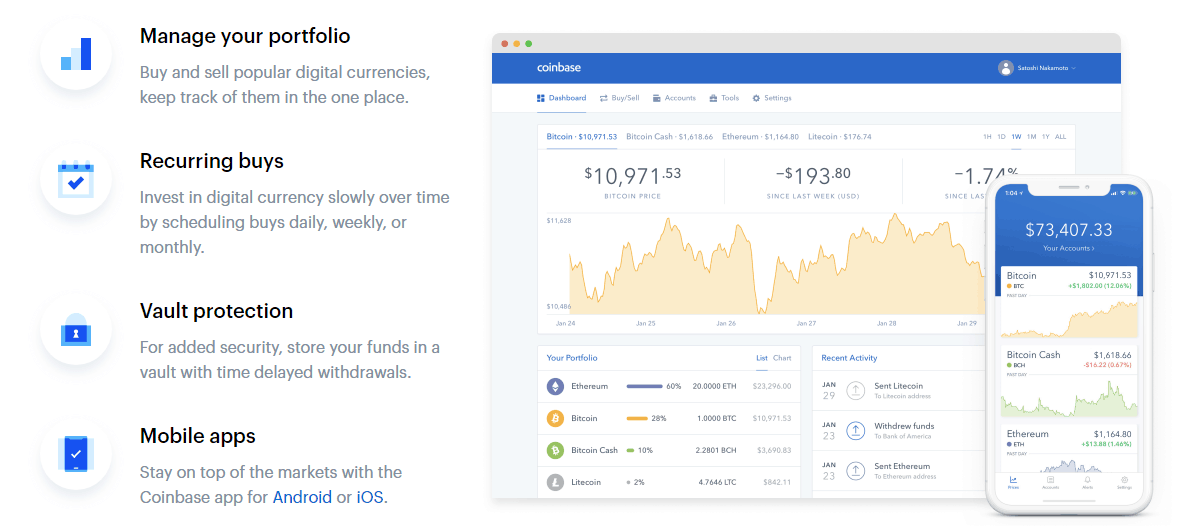 Manage your portfolio
Buy and sell popular digital currencies,
keep track of them in the one place.
Recurring buys
Invest in digital currency slowly over time
by scheduling buys daily, weekly, or
monthly.
Vault protection
For added security, store your funds in a
vault with time delayed withdrawals.
Mobile apps
Stay on top of the markets with the
Coinbase app for Android or iOS.
coinbase
Satoshi Nakamoto
Dashboard Buy/Sell Accounts Tools Settings
Bitcoin · $10,971.53 Bitcoin Cash · $1,618.66 Ethereum · $1,164.80 Litecoin · $176.74
1H 1D 1W 1M 1Y ALL
$10,971.53 −$193.80 −1.74%
BITCOIN PRICE SINCE LAST WEEK (USD) SINCE LAS
$11,628
$10,486
Jan 24 Jan 25 Jan 26 Jan 27 Jan 28 Jan 29
Your Portfolio List Chart
Ethereum 60% 20.0000 ETH $23,296.00
Bitcoin 28% 1.0000 BTC $10,971.53
Bitcoin Cash 10% 2.2801 BCH $3,690.83
Litecoin 2% 4.7646 LTC $842.11
Recent Activity
JAN 29 Sent Litecoin
To Litecoin address
JAN 23 Withdrew funds
To Bank of America
JAN 23 Sent Ethereum
To Ethereum address
1:04
$73,407.33
Your Accounts ›
Bitcoin $10,971.53
BTC +$1,802.00 (12.06%)
PAST DAY
Bitcoin Cash $1,618.66
BCH -$16.22 (0.67%)
PAST DAY
Ethereum $1,164.80
ETH +$13.88 (1.46%)
PAST DAY
Prices Accounts Alerts Settings